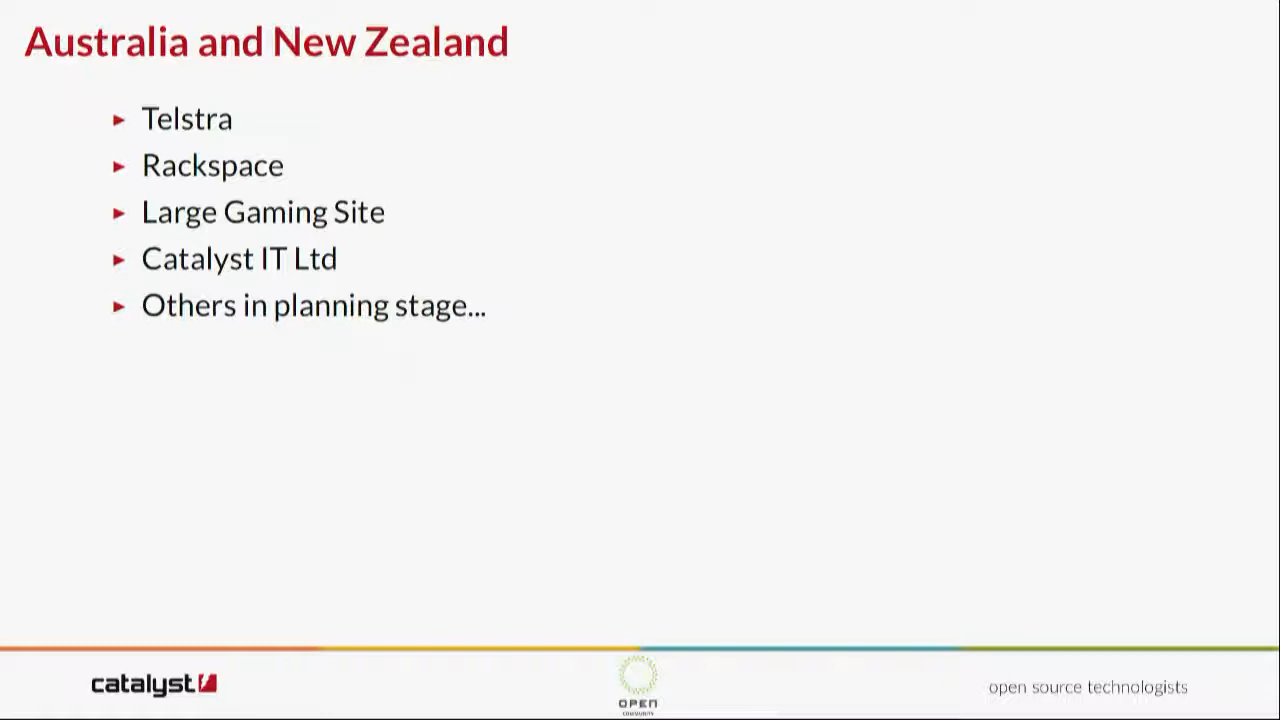 Australia and New Zealand
Telstra
Rackspace
Large Gaming Site
Catalyst IT Ltd
Others in planning stage...
catalyst
OPEN
COMMUNITY
open source technologists